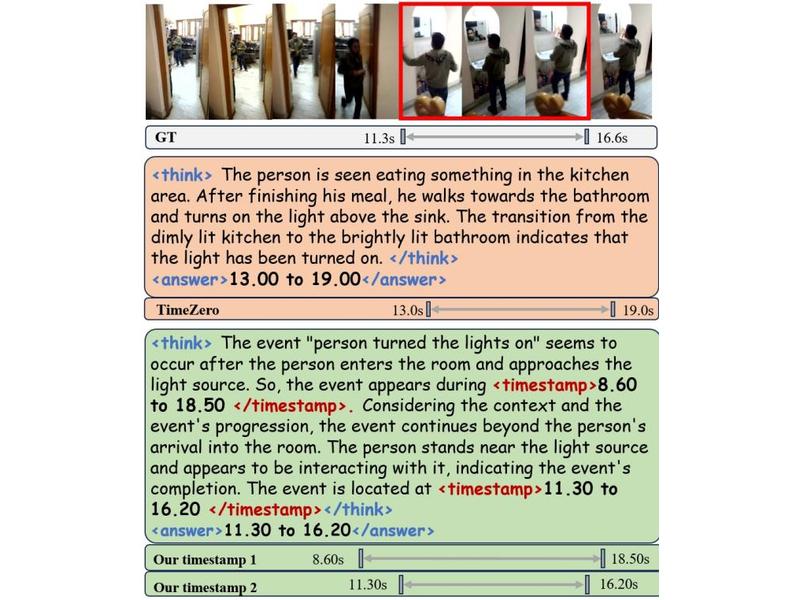 GT 11.3s 16.6s
<think> The person is seen eating something in the kitchen
area. After finishing his meal, he walks towards the bathroom
and turns on the light above the sink. The transition from the
dimly lit kitchen to the brightly lit bathroom indicates that
the light has been turned on. </think>
<answer>13.00 to 19.00</answer>
TimeZero 13.0s 19.0s
<think> The event "person turned the lights on" seems to
occur after the person enters the room and approaches the
light source. So, the event appears during <timestamp>8.60
to 18.50 </timestamp>. Considering the context and the
event's progression, the event continues beyond the person's
arrival into the room. The person stands near the light source
and appears to be interacting with it, indicating the event's
completion. The event is located at <timestamp>11.30 to
16.20 </timestamp></think>
<answer>11.30 to 16.20</answer>
Our timestamp 1 8.60s 18.50s
Our timestamp 2 11.30s 16.20s